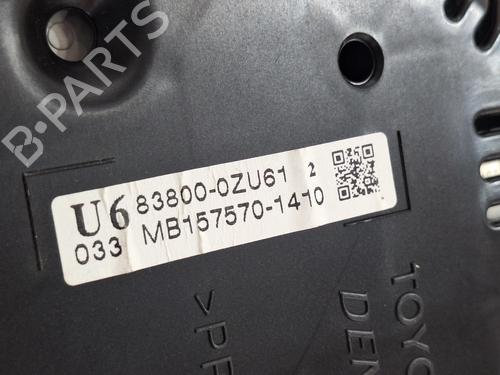 B-PARTS
U6 83800-0ZU61 2
033 MB157570-1410
>PP
TOYO
DEN